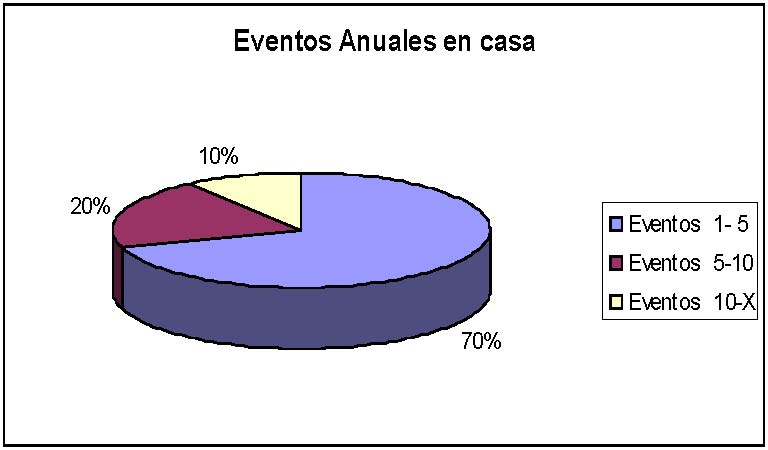 Eventos Anuales en casa
10%
20%
70%
Eventos 1- 5
Eventos 5-10
Eventos 10-X